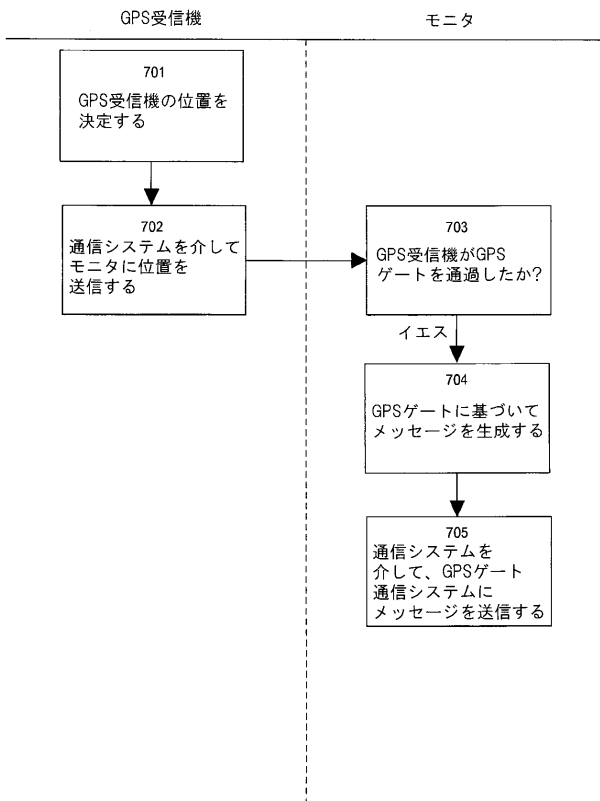 GPS受信機
モニタ
701
GPS受信機の位置を
決定する
702
通信システムを介して
モニタに位置を
送信する
703
GPS受信機がGPS
ゲートを通過したか?
イエス
704
GPSゲートに基づいて
メッセージを生成する
705
通信システムを
介して、GPSゲート
通信システムに
メッセージを送信する